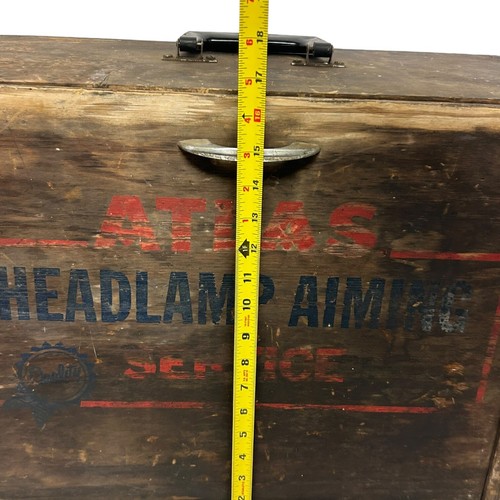 ATLAS
HEADLAMP AIMING
SERVICE